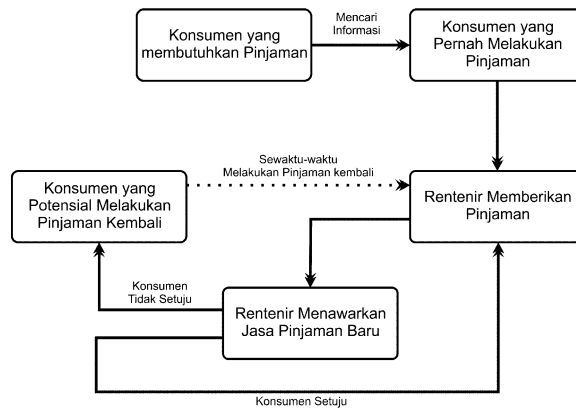 Konsumen yang
membutuhkan Pinjaman
Mencari
Informasi
Konsumen yang
Pernah Melakukan
Pinjaman
Sewaktu-waktu
Melakukan Pinjaman kembali
Konsumen yang
Potensial Melakukan
Pinjaman Kembali
Rentenir Memberikan
Pinjaman
Konsumen
Tidak Setuju
Rentenir Menawarkan
Jasa Pinjaman Baru
Konsumen Setuju